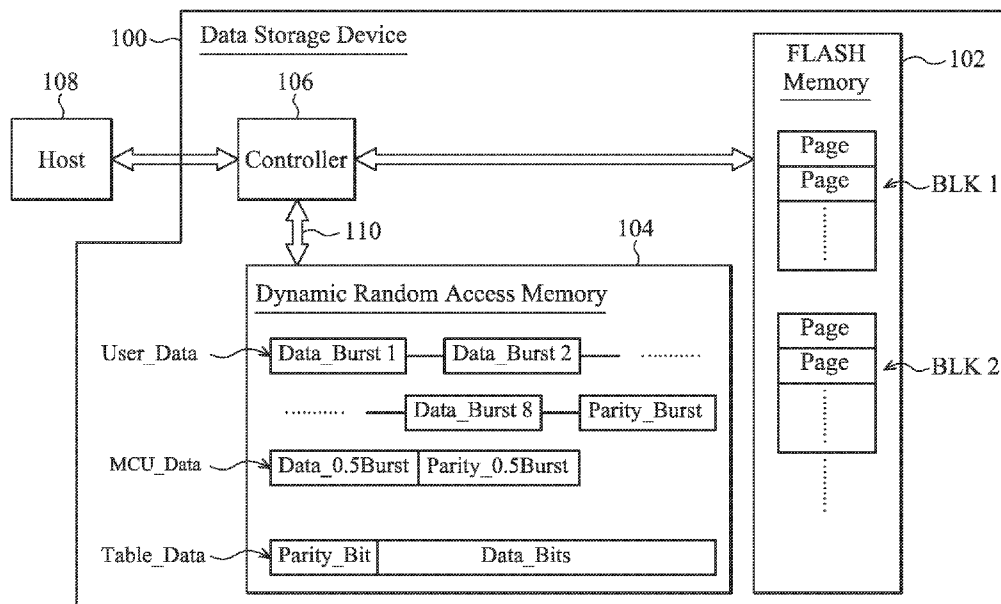 100
Data Storage Device
FLASH
Memory
102
108
106
Host
Controller
Page
Page
BLK 1
110
104
Dynamic Random Access Memory
User_Data
Data_Burst 1
Data_Burst 2
Data_Burst 8
Parity_Burst
MCU_Data
Data_0.5Burst
Parity_0.5Burst
Table_Data
Parity_Bit
Data_Bits
Page
Page
BLK 2